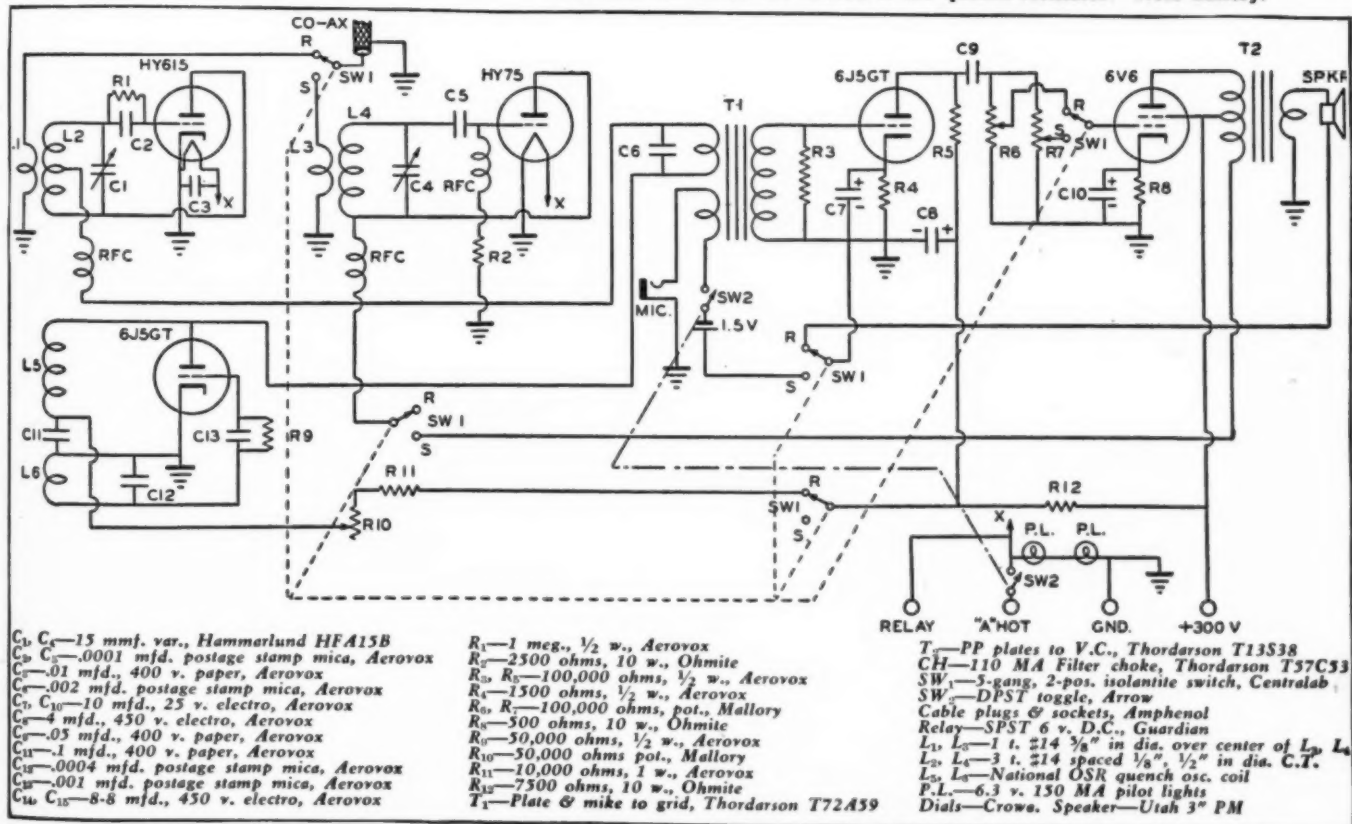 CO-AX
R
SW1
S
HY615
R1
C2
L2
C1
C3
X
RFC
L3
L4
HY75
C5
C4
RFC
R2
X
RFC
T1
C6
R3
6J5GT
C7
R4
C8
R5
C9
R6
R7
R
S
SW1
6V6
C10
R8
T2
MIC.
SW2
1.5V
R
SW1
S
L5
6J5GT
C11
C13
R9
L6
C12
R
SW1
S
R11
R10
R
SW1
S
R12
X
P.L.
P.L.
SW2
RELAY
"A" HOT
GND.
+300 V
C₁, C₄—15 mmf. var., Hammarlund HFA15B
C₂, C₅—.0001 mfd. postage stamp mica, Aerovox
C₃—.01 mfd., 400 v. paper, Aerovox
C₆—.002 mfd. postage stamp mica, Aerovox
C₇, C₁₀—10 mfd., 25 v. electro, Aerovox
C₈—4 mfd., 450 v. electro, Aerovox
C₉—.05 mfd., 400 v. paper, Aerovox
C₁₁—.1 mfd., 400 v. paper, Aerovox
C₁₂—.0004 mfd. postage stamp mica, Aerovox
C₁₃—.001 mfd. postage stamp mica, Aerovox
C₁₄, C₁₅—8-8 mfd., 450 v. electro, Aerovox
R₁—1 meg., ½ w., Aerovox
R₂—2500 ohms, 10 w., Ohmite
R₃, R₅—100,000 ohms, ½ w., Aerovox
R₄—1500 ohms, ½ w., Aerovox
R₆, R₇—100,000 ohms, pot., Mallory
R₈—500 ohms, 10 w., Ohmite
R₉—50,000 ohms, ½ w., Aerovox
R₁₀—50,000 ohms pot., Mallory
R₁₁—10,000 ohms, 1 w., Aerovox
R₁₂—7500 ohms, 10 w., Ohmite
T₁—Plate & mike to grid, Thordarson T72A59
T₂—PP plates to V.C., Thordarson T13S38
CH—110 MA Filter choke, Thordarson T57C53
SW₁—5-gang, 2-pos. isolantite switch, Centralab
SW₂—DPST toggle, Arrow
Cable plugs & sockets, Amphenol
Relay—SPST 6 v. D.C., Guardian
L₁, L₃—1 t. #14 ⅝" in dia. over center of L₂, L₄
L₂, L₄—3 t. #14 spaced ⅛", ½" in dia. C.T.
L₅, L₆—National OSR quench osc. coil
P.L.—6.3 v. 150 MA pilot lights
Dials—Crowe. Speaker—Utah 3" PM